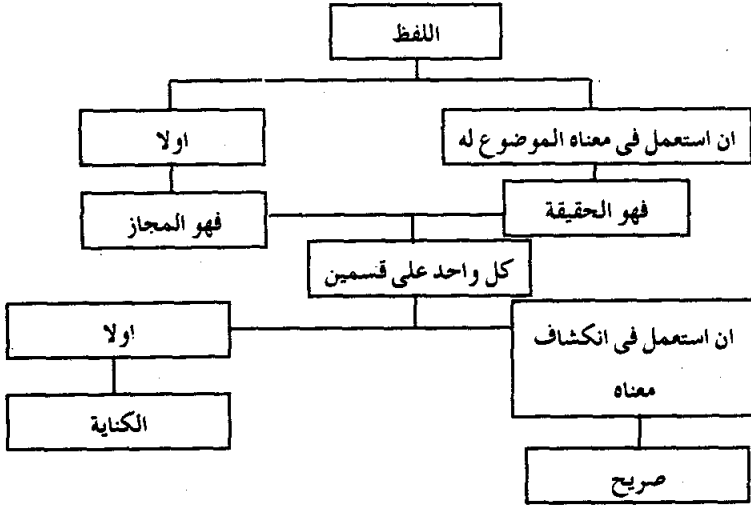 اللفظ
ان استعمل فى معناه الموضوع له
اولا
فهو الحقيقة
فهو المجاز
كل واحد على قسمين
ان استعمل فى انكشاف
معناه
اولا
الكناية
صريح